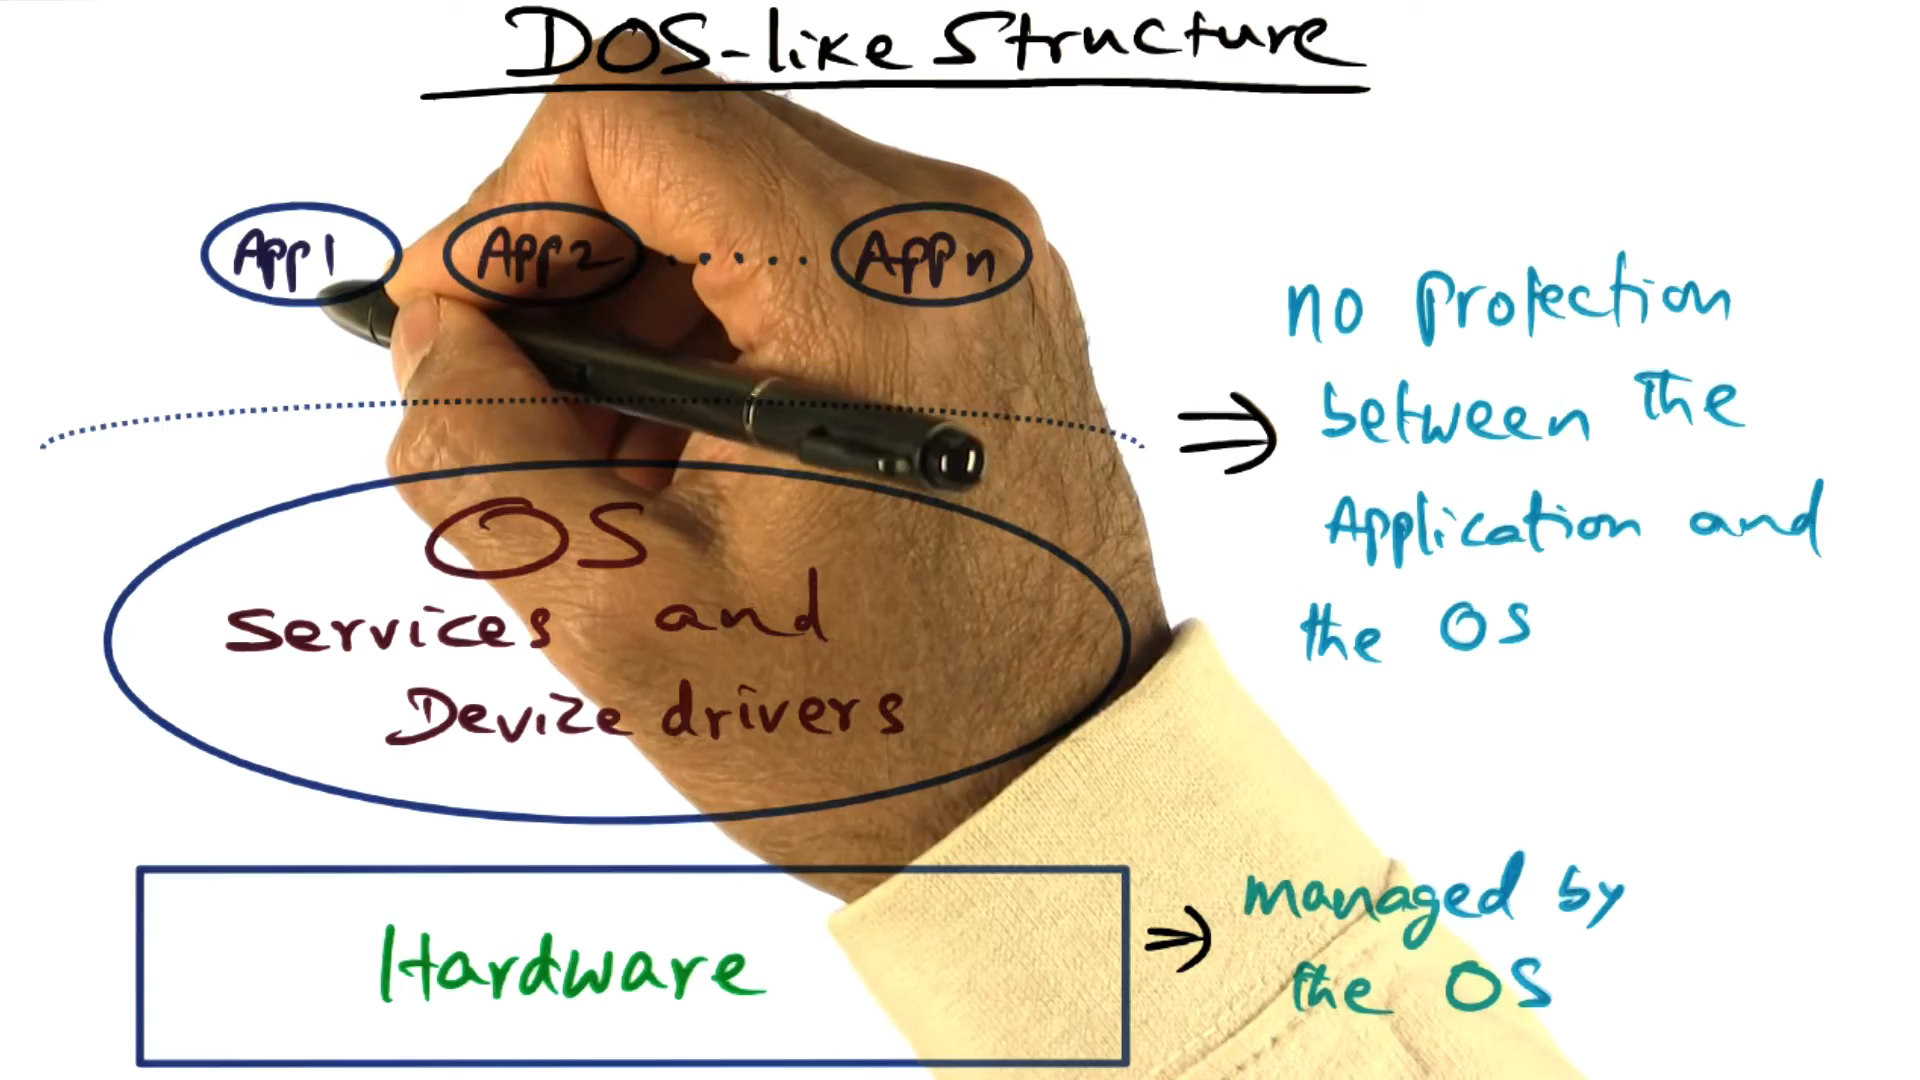 DOS-like Structure
App1 App2 ...... App n
no protection
between the
Application and
the OS
OS
Services and
Device drivers
Hardware
managed by
the OS